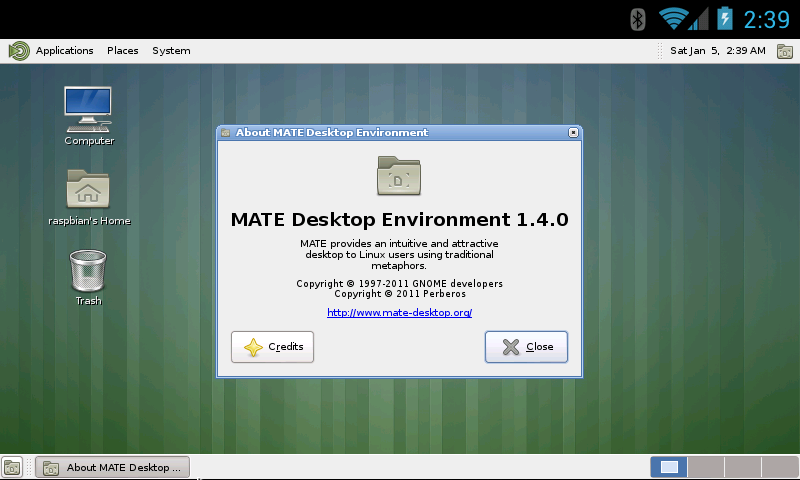 2:39
Applications Places System
Sat Jan 5, 2:39 AM
Computer
raspbian's Home
Trash
About MATE Desktop Environment
D
MATE Desktop Environment 1.4.0
MATE provides an intuitive and attractive
desktop to Linux users using traditional
metaphors.
Copyright © 1997-2011 GNOME developers
Copyright © 2011 Perberos
http://www.mate-desktop.org/
Credits
Close
About MATE Desktop ...